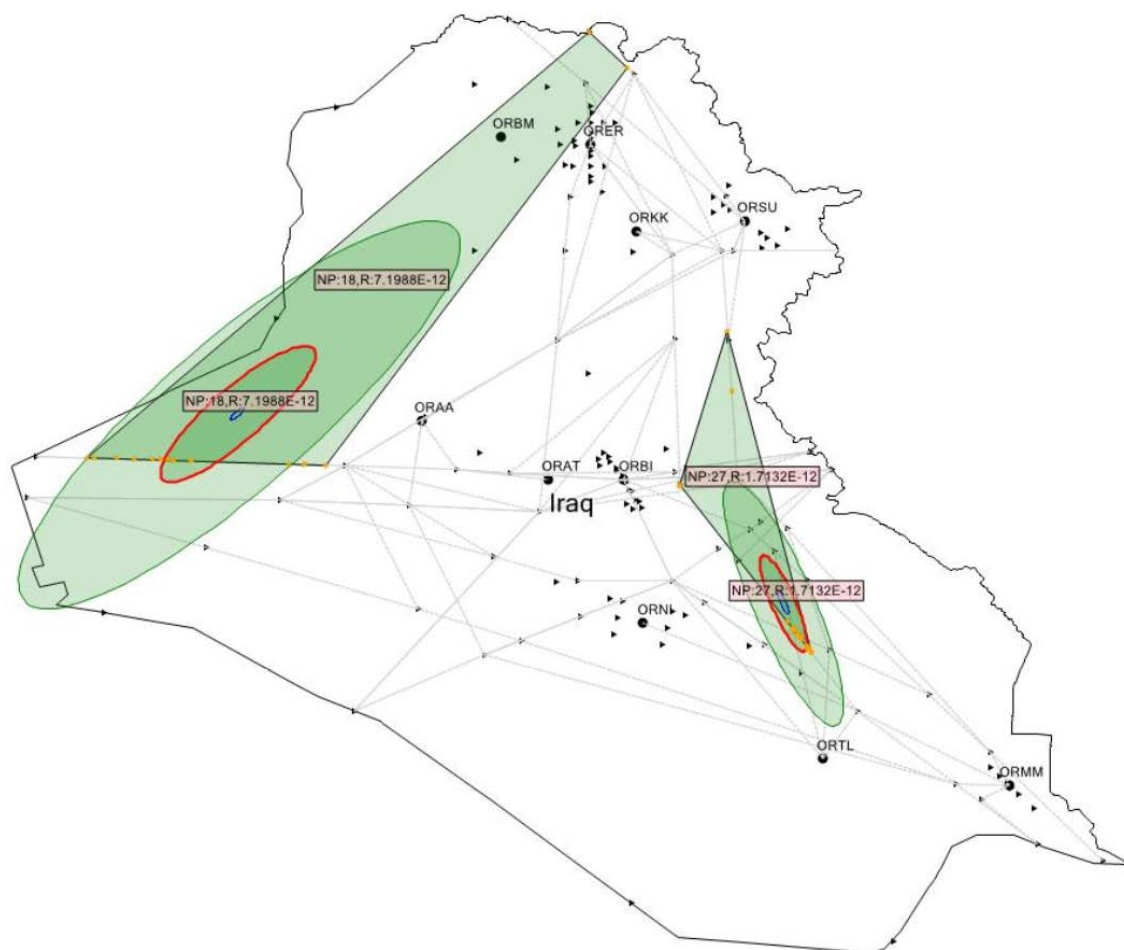 ORBM
ORER
ORKK
ORSU
NP:18,R:7.1988E-12
NP:18,R:7.1988E-12
ORAA
ORAT
ORBI
NP:27,R:1.7132E-12
Iraq
NP:27,R:1.7132E-12
ORNI
ORTL
ORMM